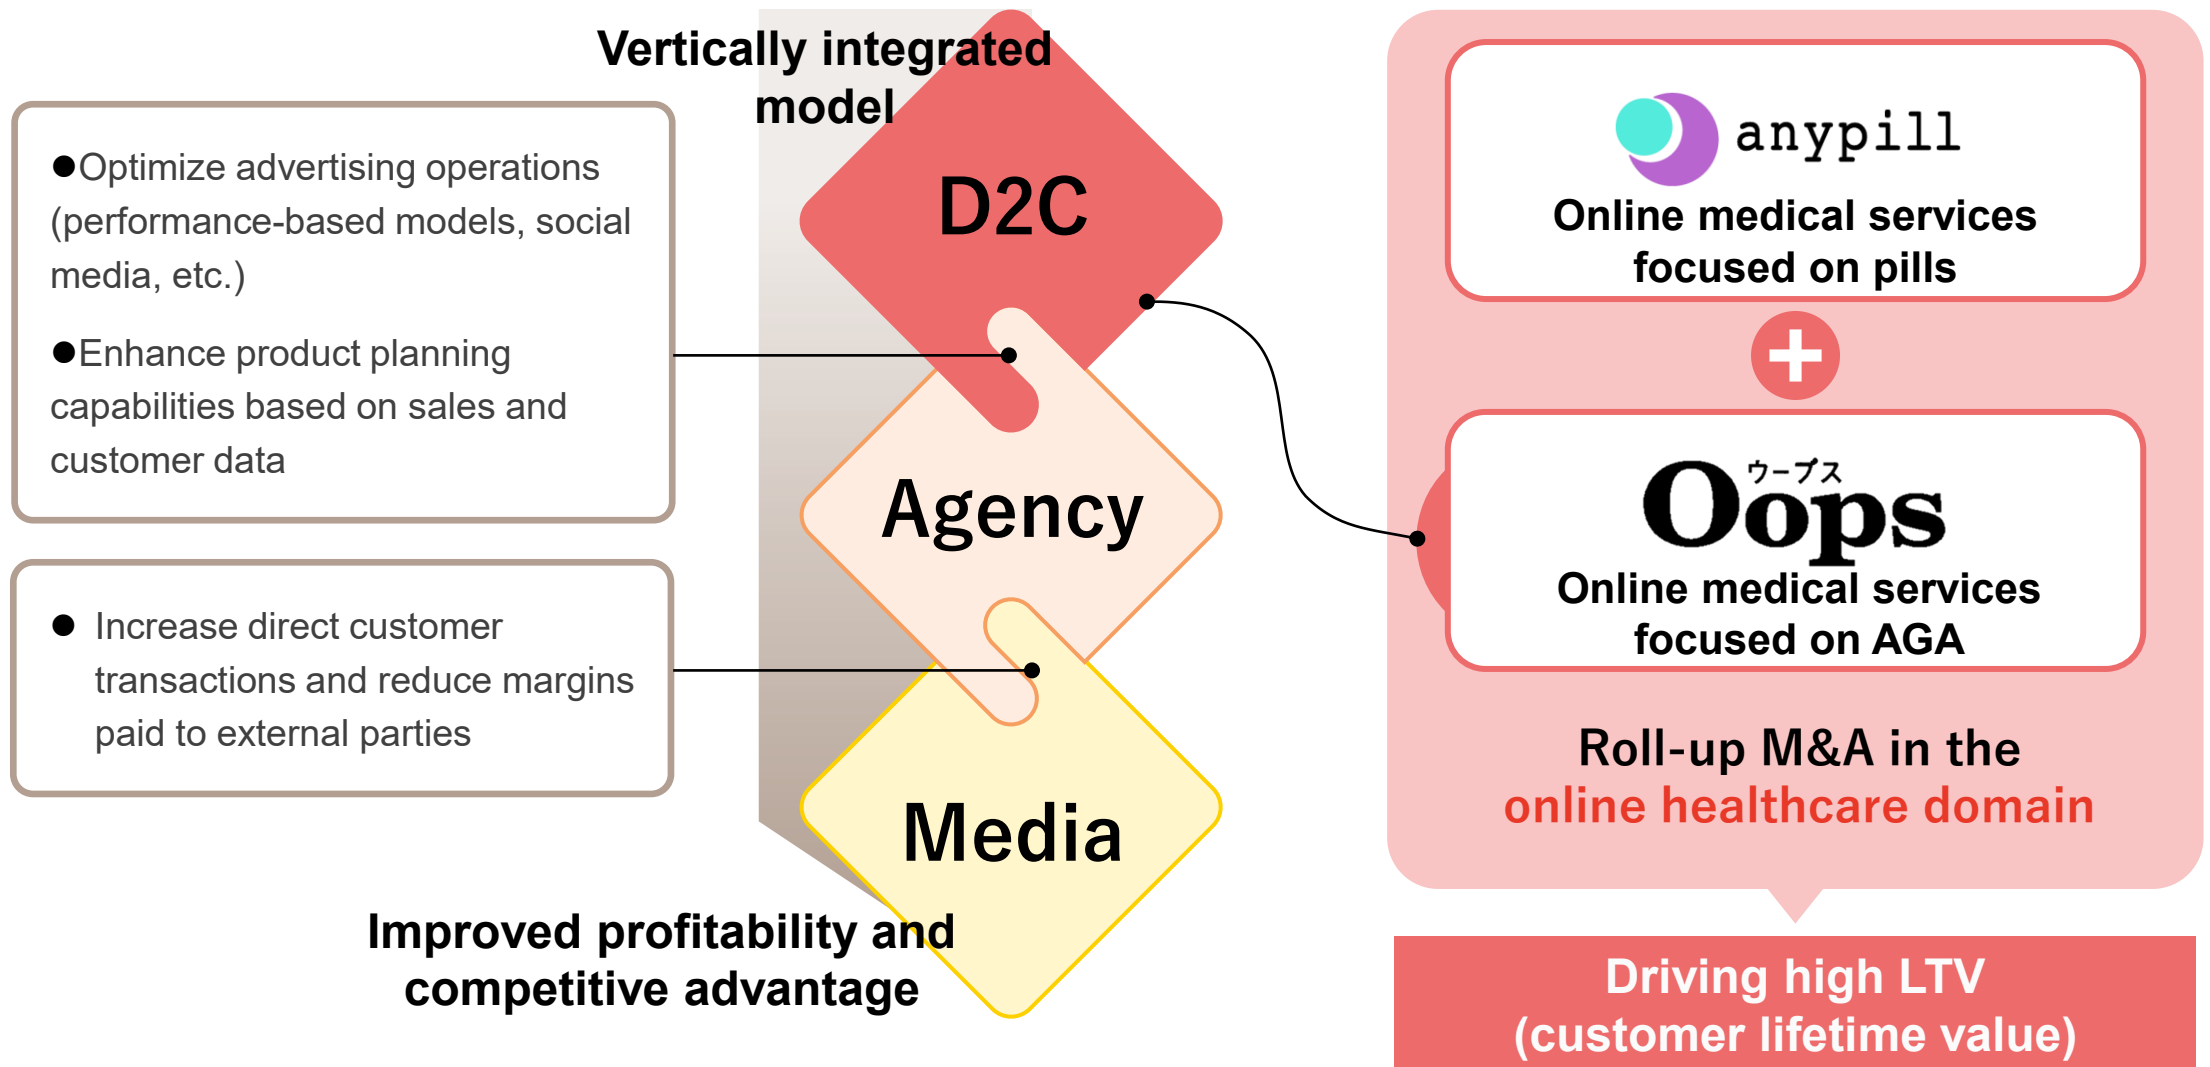 Vertically integrated
model
●Optimize advertising operations
(performance-based models, social
media, etc.)
●Enhance product planning
capabilities based on sales and
customer data
● Increase direct customer
transactions and reduce margins
paid to external parties
D2C
Agency
Media
Improved profitability and
competitive advantage
anypill
Online medical services
focused on pills
+
ウープス
Oops
Online medical services
focused on AGA
Roll-up M&A in the
online healthcare domain
Driving high LTV
(customer lifetime value)